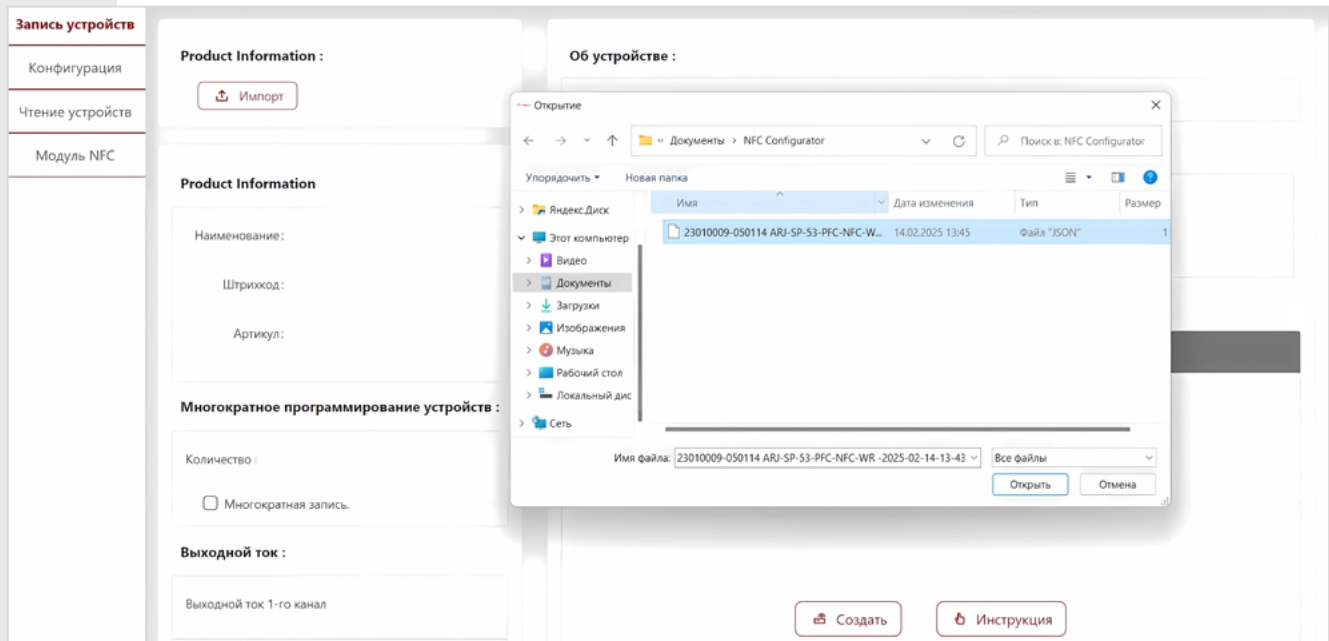 Запись устройств
Конфигурация
Чтение устройств
Модуль NFC
Product Information :
Импорт
Product Information
Наименование:
Штрихкод:
Артикул:
Многократное программирование устройств :
Количество :
Многократная запись.
Выходной ток :
Выходной ток 1-го канал
Об устройстве :
Открытие
« Документы > NFC Configurator
Поиск в: NFC Configurator
Упорядочить
Новая папка
Имя
Дата изменения
Тип
Размер
Яндекс.Диск
Этот компьютер
Видео
Документы
Загрузки
Изображения
Музыка
Рабочий стол
Локальный дис
Сеть
23010009-050114 ARJ-SP-53-PFC-NFC-W... 14.02.2025 13:45 Файл "JSON" 1
Имя файла: 23010009-050114 ARJ-SP-53-PFC-NFC-WR -2025-02-14-13-43
Все файлы
Открыть
Отмена
Создать
Инструкция